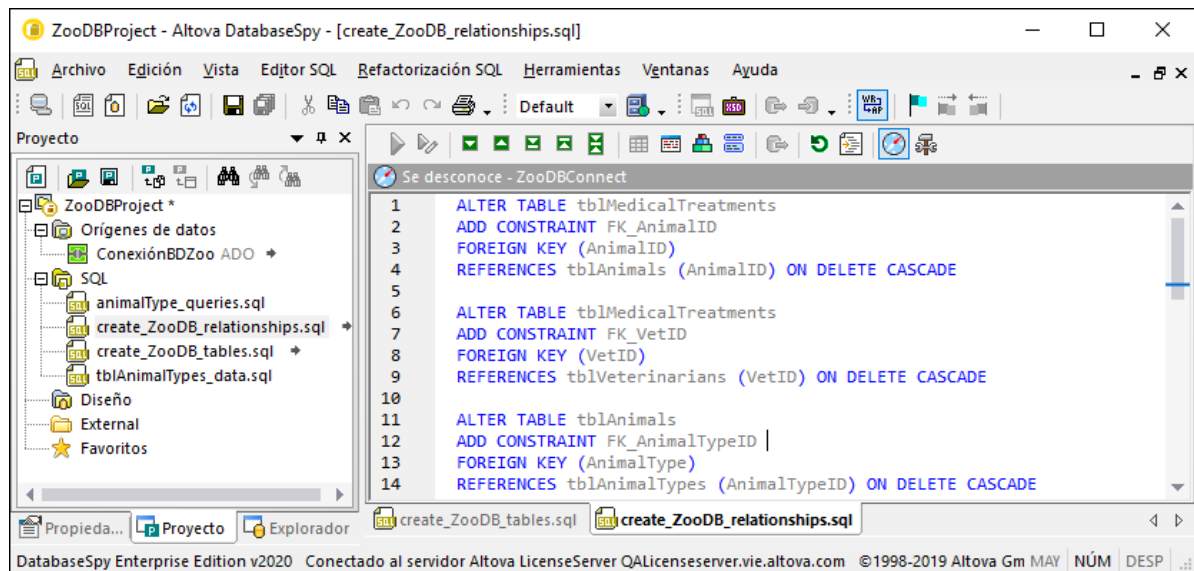 ZooDBProject - Altova DatabaseSpy - [create_ZooDB_relationships.sql]
Archivo Edición Vista Editor SQL Refactorización SQL Herramientas Ventanas Ayuda
Default
Proyecto
Se desconoce - ZooDBConnect
ZooDBProject *
Orígenes de datos
ConexiónBDZoo ADO
SQL
animalType_queries.sql
create_ZooDB_relationships.sql
create_ZooDB_tables.sql
tblAnimalTypes_data.sql
Diseño
External
Favoritos
1 ALTER TABLE tblMedicalTreatments
2 ADD CONSTRAINT FK_AnimalID
3 FOREIGN KEY (AnimalID)
4 REFERENCES tblAnimals (AnimalID) ON DELETE CASCADE
5
6 ALTER TABLE tblMedicalTreatments
7 ADD CONSTRAINT FK_VetID
8 FOREIGN KEY (VetID)
9 REFERENCES tblVeterinarians (VetID) ON DELETE CASCADE
10
11 ALTER TABLE tblAnimals
12 ADD CONSTRAINT FK_AnimalTypeID
13 FOREIGN KEY (AnimalType)
14 REFERENCES tblAnimalTypes (AnimalTypeID) ON DELETE CASCADE
Propieda... Proyecto Explorador
create_ZooDB_tables.sql create_ZooDB_relationships.sql
DatabaseSpy Enterprise Edition v2020 Conectado al servidor Altova LicenseServer QALicenseserver.vie.altova.com ©1998-2019 Altova Gm MAY NÚM DESP